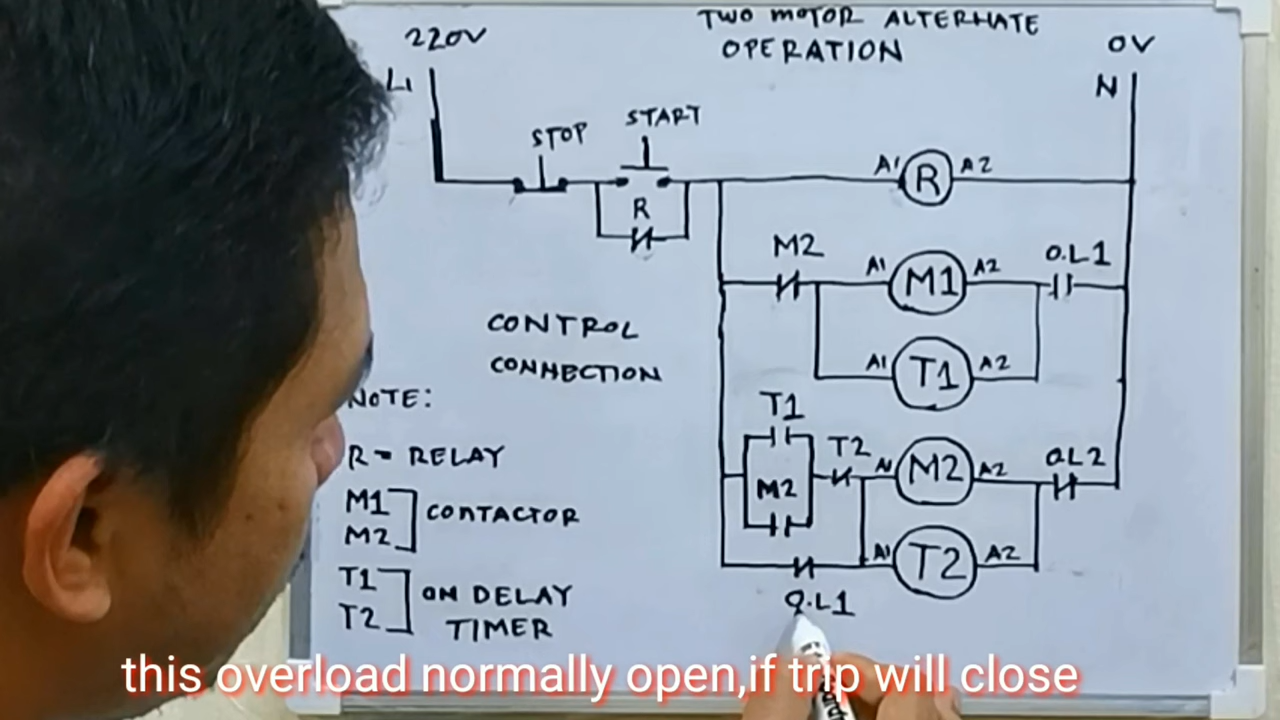 TWO MOTOR ALTERNATE
OPERATION
220V
0V
L1
N
STOP
START
A1 R A2
R
M2
A1 M1 A2
O.L1
CONTROL
CONNECTION
A1 T1 A2
NOTE:
T1
T2
M2
A1 M2 A2
O.L2
R = RELAY
M1
M2
CONTACTOR
A1 T2 A2
T1
T2
ON DELAY
TIMER
O.L1
this overload normally open,if trip will close